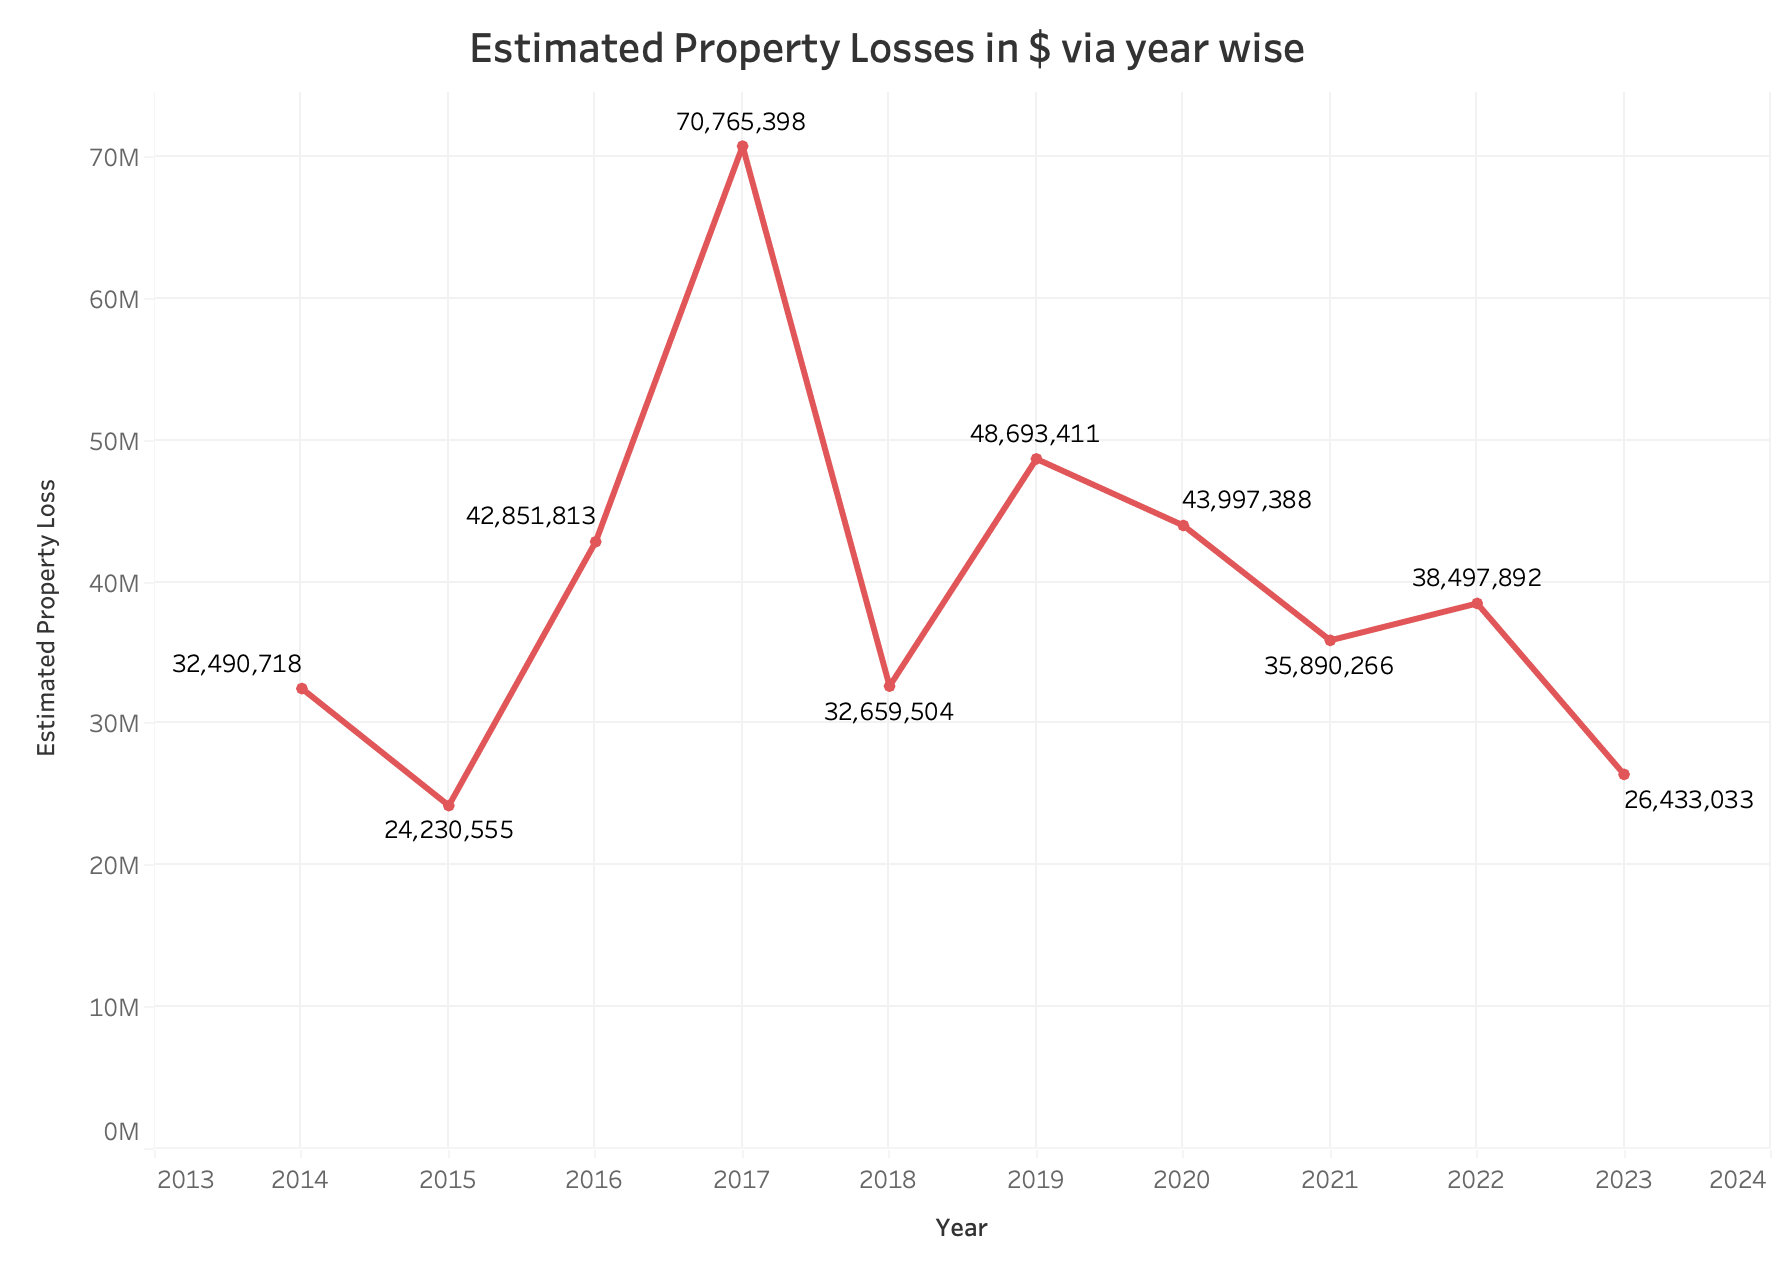 Estimated Property Losses in $ via year wise
70,765,398
70M
60M
50M
48,693,411
43,997,388
42,851,813
40M
38,497,892
35,890,266
32,490,718
32,659,504
30M
26,433,033
24,230,555
20M
10M
0M
Estimated Property Loss
2013 2014 2015 2016 2017 2018 2019 2020 2021 2022 2023 2024
Year